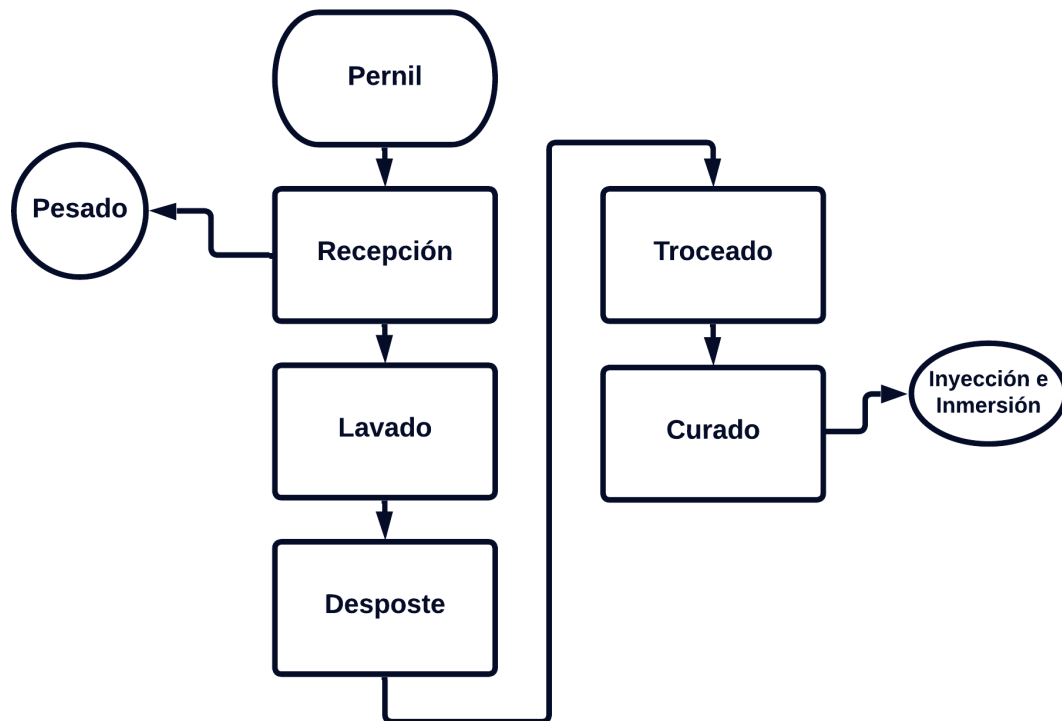 Pernil
Pesado
Recepción
Lavado
Desposte
Troceado
Curado
Inyección e
Inmersión